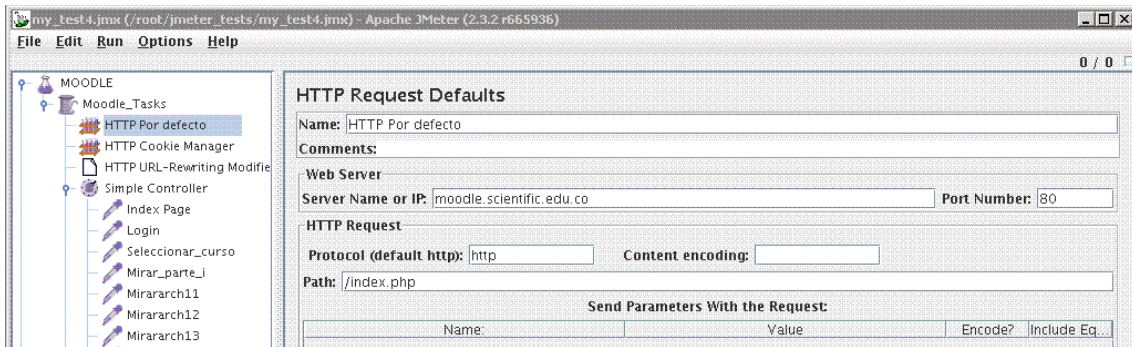 my_test4.jmx (/root/jmeter_tests/my_test4.jmx) - Apache JMeter (2.3.2 r665936)
File Edit Run Options Help
0 / 0
MOODLE
Moodle_Tasks
HTTP Por defecto
HTTP Cookie Manager
HTTP URL-Rewriting Modifie
Simple Controller
Index Page
Login
Seleccionar_curso
Mirar_parte_i
Mirararch11
Mirararch12
Mirararch13
HTTP Request Defaults
Name: HTTP Por defecto
Comments:
Web Server
Server Name or IP: moodle.scientific.edu.co Port Number: 80
HTTP Request
Protocol (default http): http Content encoding:
Path: /index.php
Send Parameters With the Request:
Name: Value Encode? Include Eq...